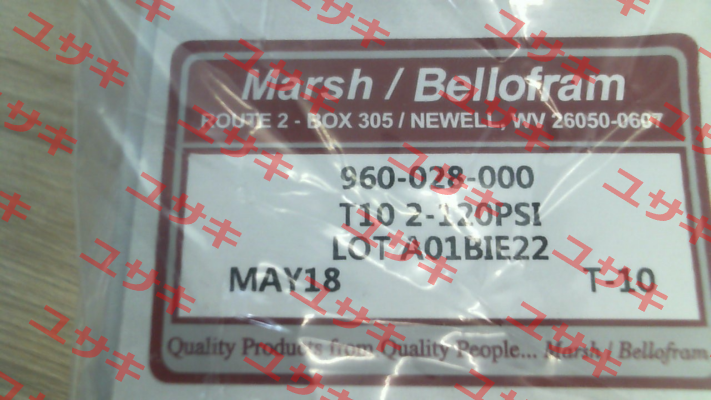 Marsh / Bellofram
ROUTE 2 - BOX 305 / NEWELL, WV 26050-0607
960-028-000
T10 2-120PSI
LOT A01BIE22
MAY18 T-10
Quality Products from Quality People... Marsh / Bellofram
ユサキ